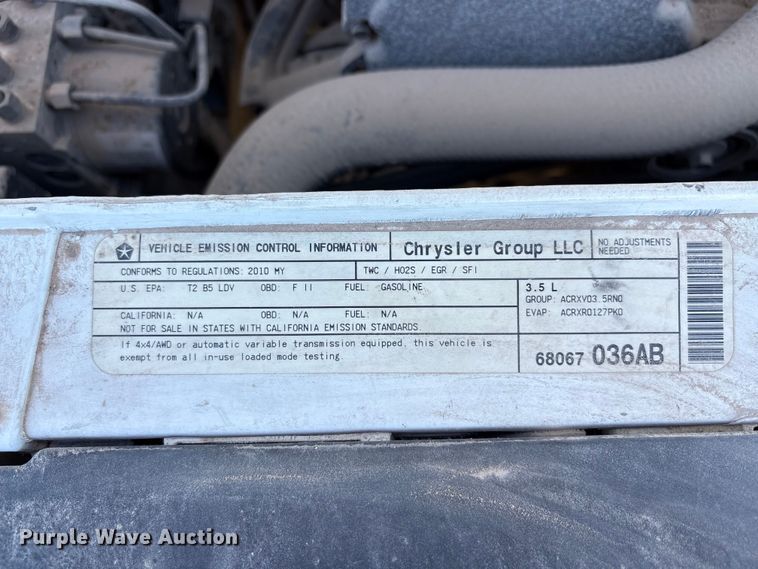 VEHICLE EMISSION CONTROL INFORMATION
Chrysler Group LLC
NO ADJUSTMENTS
NEEDED
CONFORMS TO REGULATIONS: 2010 MY
TWC / HO2S / EGR / SFI
U.S. EPA: T2 B5 LDV OBD: F II FUEL: GASOLINE
3.5 L
GROUP: ACRXV03.5RN0
EVAP: ACRXR0127PK0
CALIFORNIA: N/A OBD: N/A FUEL: N/A
NOT FOR SALE IN STATES WITH CALIFORNIA EMISSION STANDARDS
If 4x4/AWD or automatic variable transmission equipped, this vehicle is
exempt from all in-use loaded mode testing.
68067 036AB
Purple Wave Auction